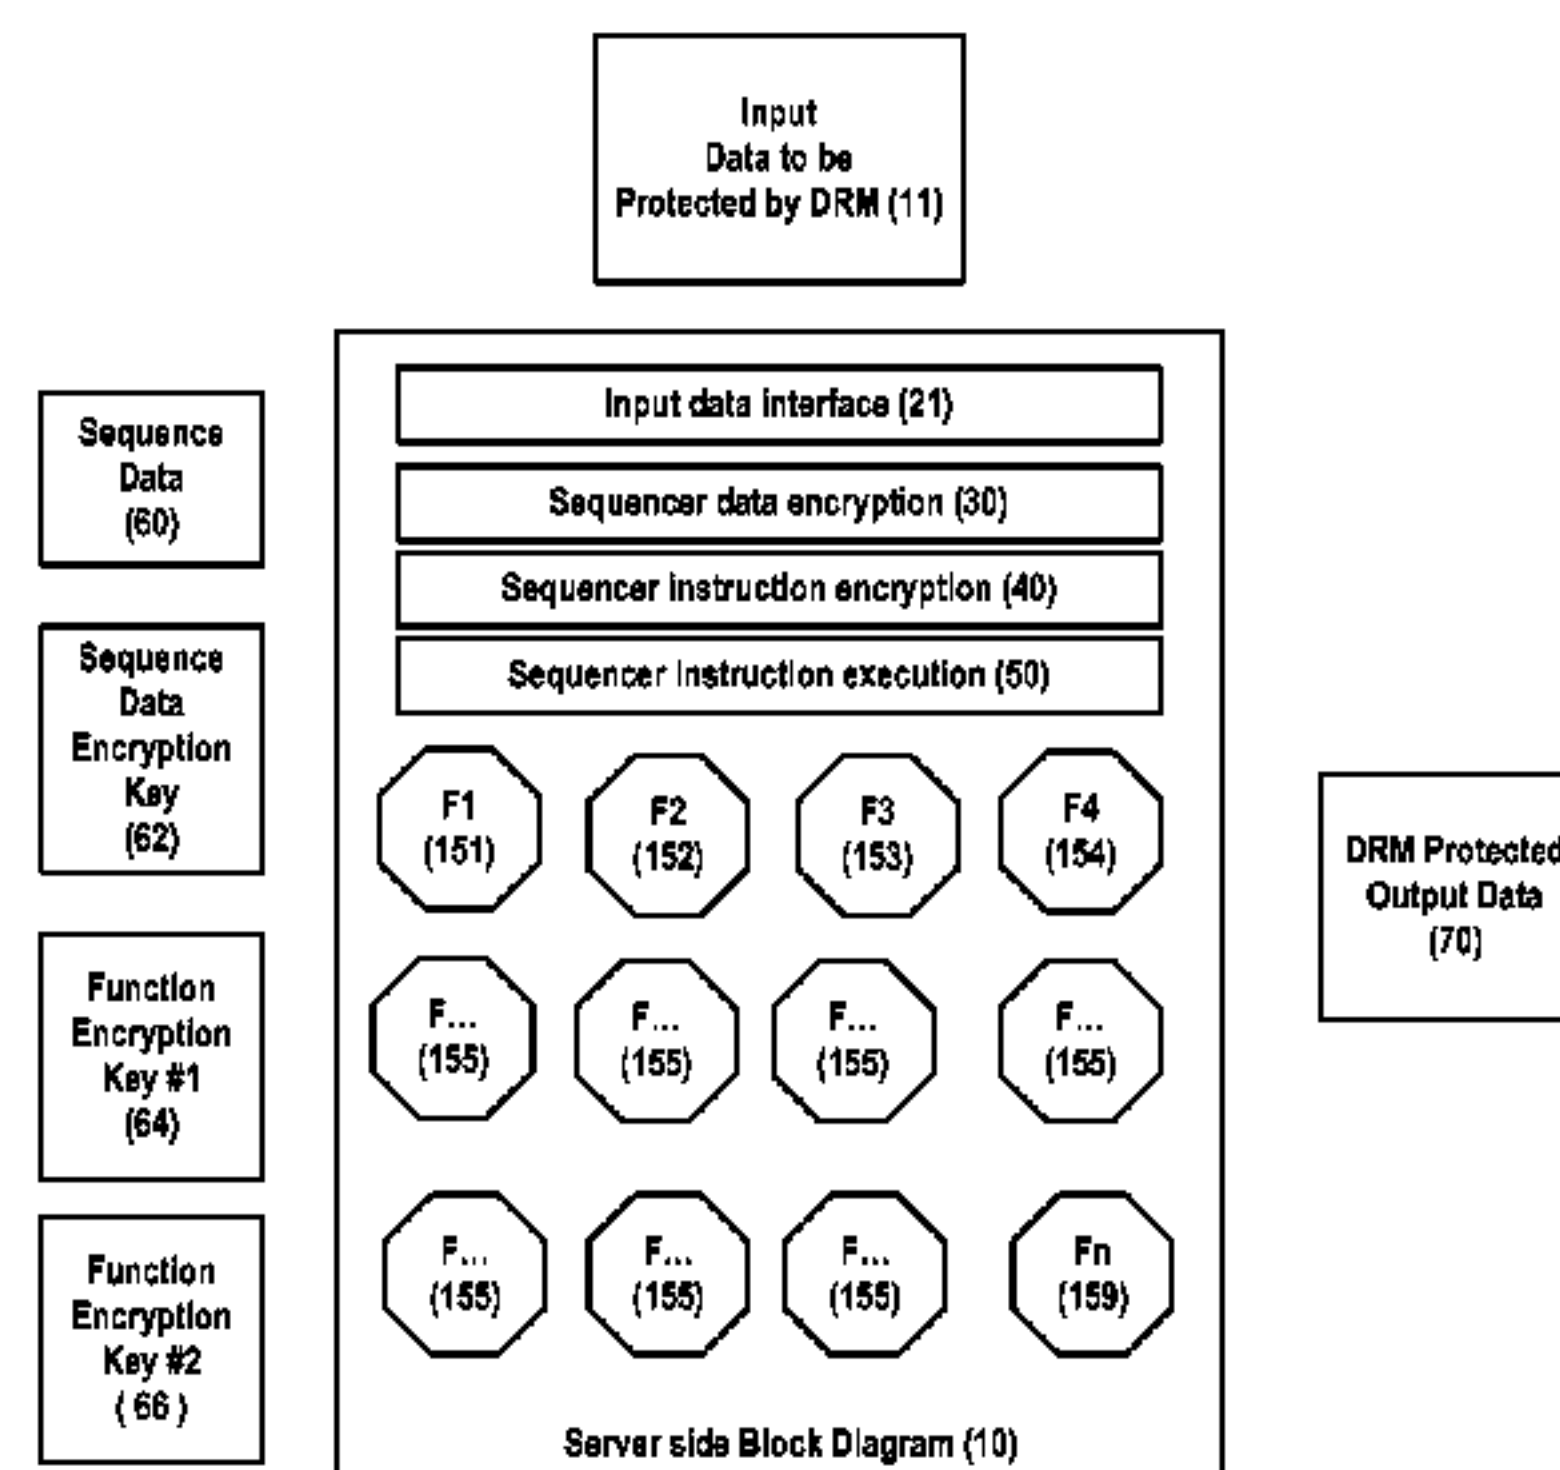 Input
Data to be
Protected by DRM (11)
Input data interface (21)
Sequencer data encryption (30)
Sequencer instruction encryption (40)
Sequencer instruction execution (50)
Sequence
Data
(60)
Sequence
Data
Encryption
Key
(62)
Function
Encryption
Key #1
(64)
Function
Encryption
Key #2
( 66 )
F1
(151)
F2
(152)
F3
(153)
F4
(154)
F...
(155)
F...
(155)
F...
(155)
F...
(155)
F...
(155)
F...
(155)
F...
(155)
Fn
(159)
Server side Block Diagram (10)
DRM Protected
Output Data
(70)